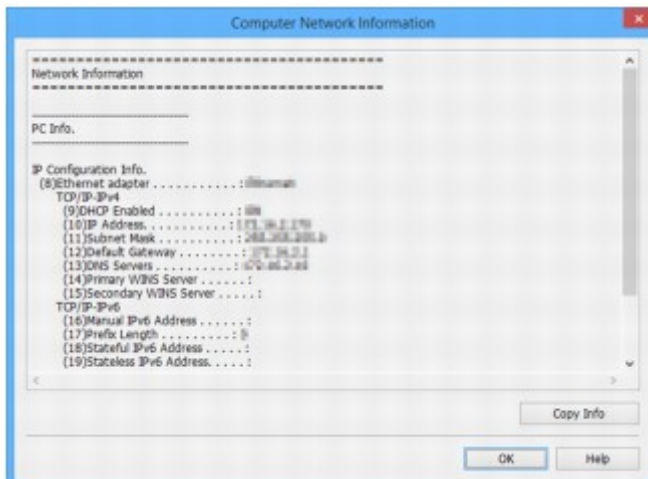 Computer Network Information
Network Information
PC Info.
IP Configuration Info.
(8)Ethernet adapter . . . . . . . . . . . . :
TCP/IP-IPv4
(9)DHCP Enabled . . . . . . . . . . :
(10)IP Address. . . . . . . . . . . . :
(11)Subnet Mask . . . . . . . . . . :
(12)Default Gateway . . . . . . . . :
(13)DNS Servers . . . . . . . . . . :
(14)Primary WINS Server . . . . . . . :
(15)Secondary WINS Server . . . . . :
TCP/IP-IPv6
(16)Manual IPv6 Address . . . . . . :
(17)Prefix Length . . . . . . . . . :
(18)Stateful IPv6 Address . . . . . :
(19)Stateless IPv6 Address. . . . . :
Copy Info
OK
Help